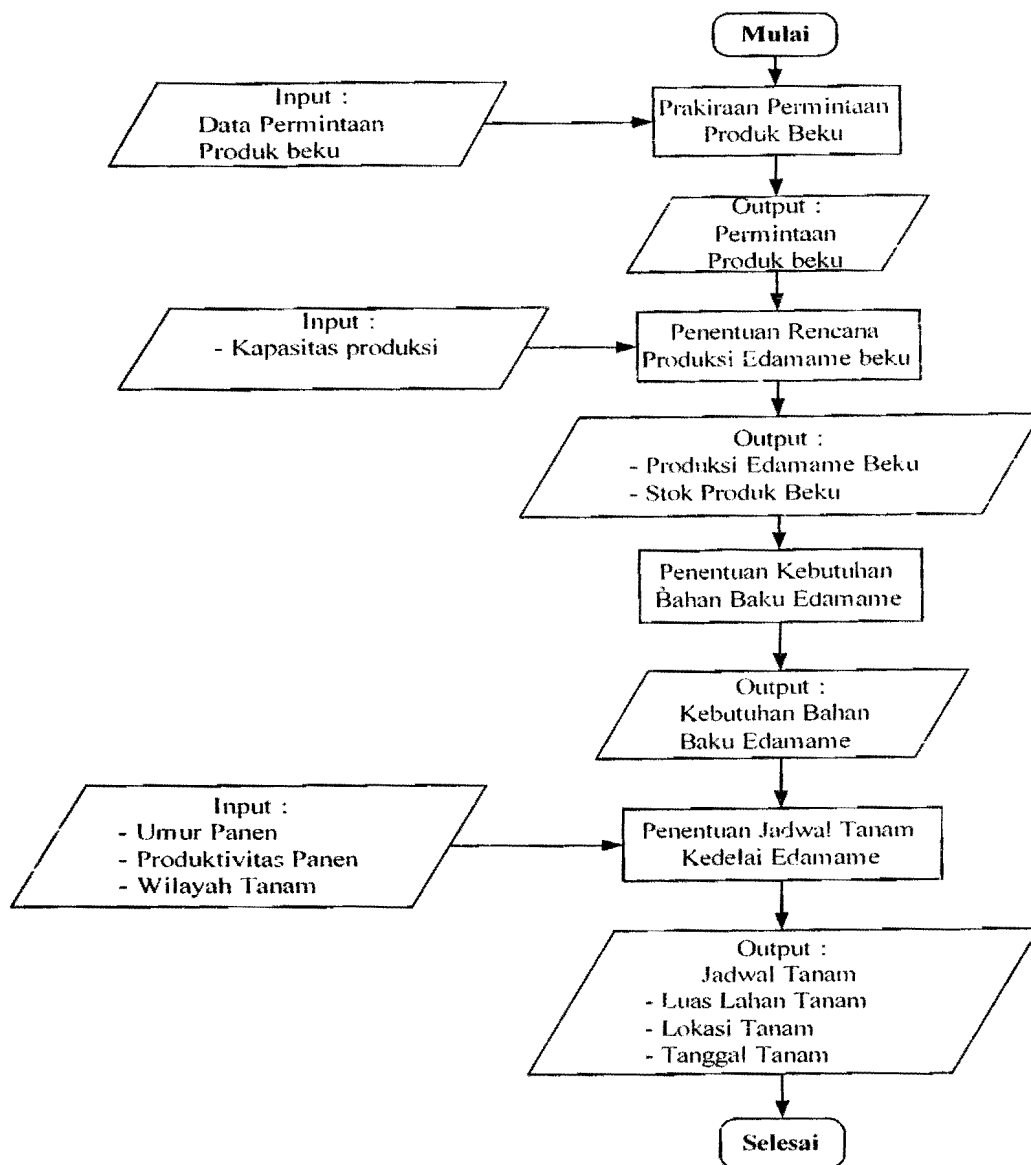 Mulai
Input :
Data Permintaan
Produk beku
Prakiraan Permintaan
Produk Beku
Output :
Permintaan
Produk beku
Input :
- Kapasitas produksi
Penentuan Rencana
Produksi Edamame beku
Output :
- Produksi Edamame Beku
- Stok Produk Beku
Penentuan Kebutuhan
Bahan Baku Edamame
Output :
Kebutuhan Bahan
Baku Edamame
Input :
- Umur Panen
- Produktivitas Panen
- Wilayah Tanam
Penentuan Jadwal Tanam
Kedelai Edamame
Output :
Jadwal Tanam
- Luas Lahan Tanam
- Lokasi Tanam
- Tanggal Tanam
Selesai